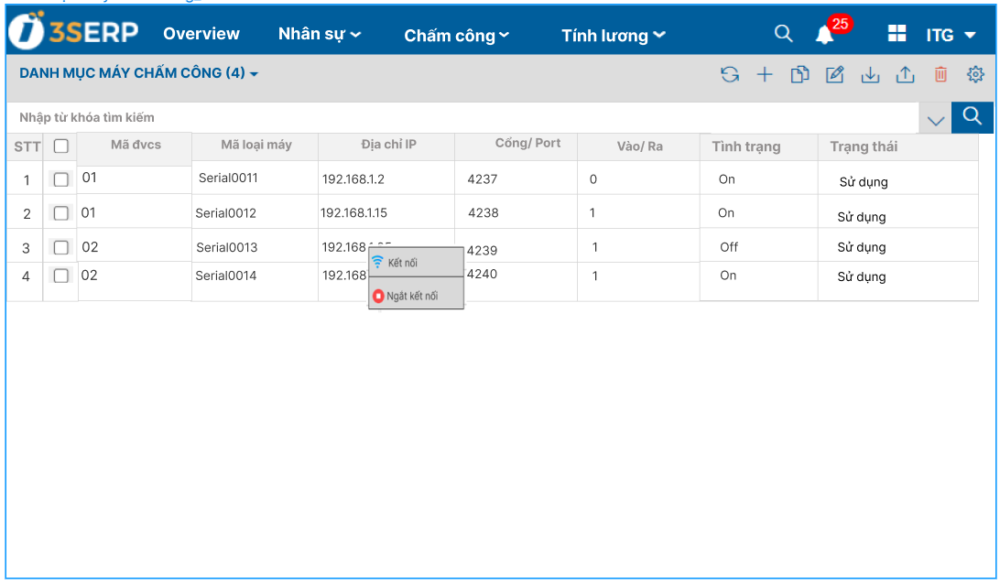 3SERP Overview Nhân sự Chấm công Tính lương 25 ITG
DANH MỤC MÁY CHẤM CÔNG (4)
Nhập từ khóa tìm kiếm
STT Mã đvcs Mã loại máy Địa chỉ IP Cổng/ Port Vào/ Ra Tình trạng Trạng thái
1 01 Serial0011 192.168.1.2 4237 0 On Sử dụng
2 01 Serial0012 192.168.1.15 4238 1 On Sử dụng
3 02 Serial0013 192.168 4239 1 Off Sử dụng
Kết nối
4 02 Serial0014 192.168 4240 1 On Sử dụng
Ngắt kết nối